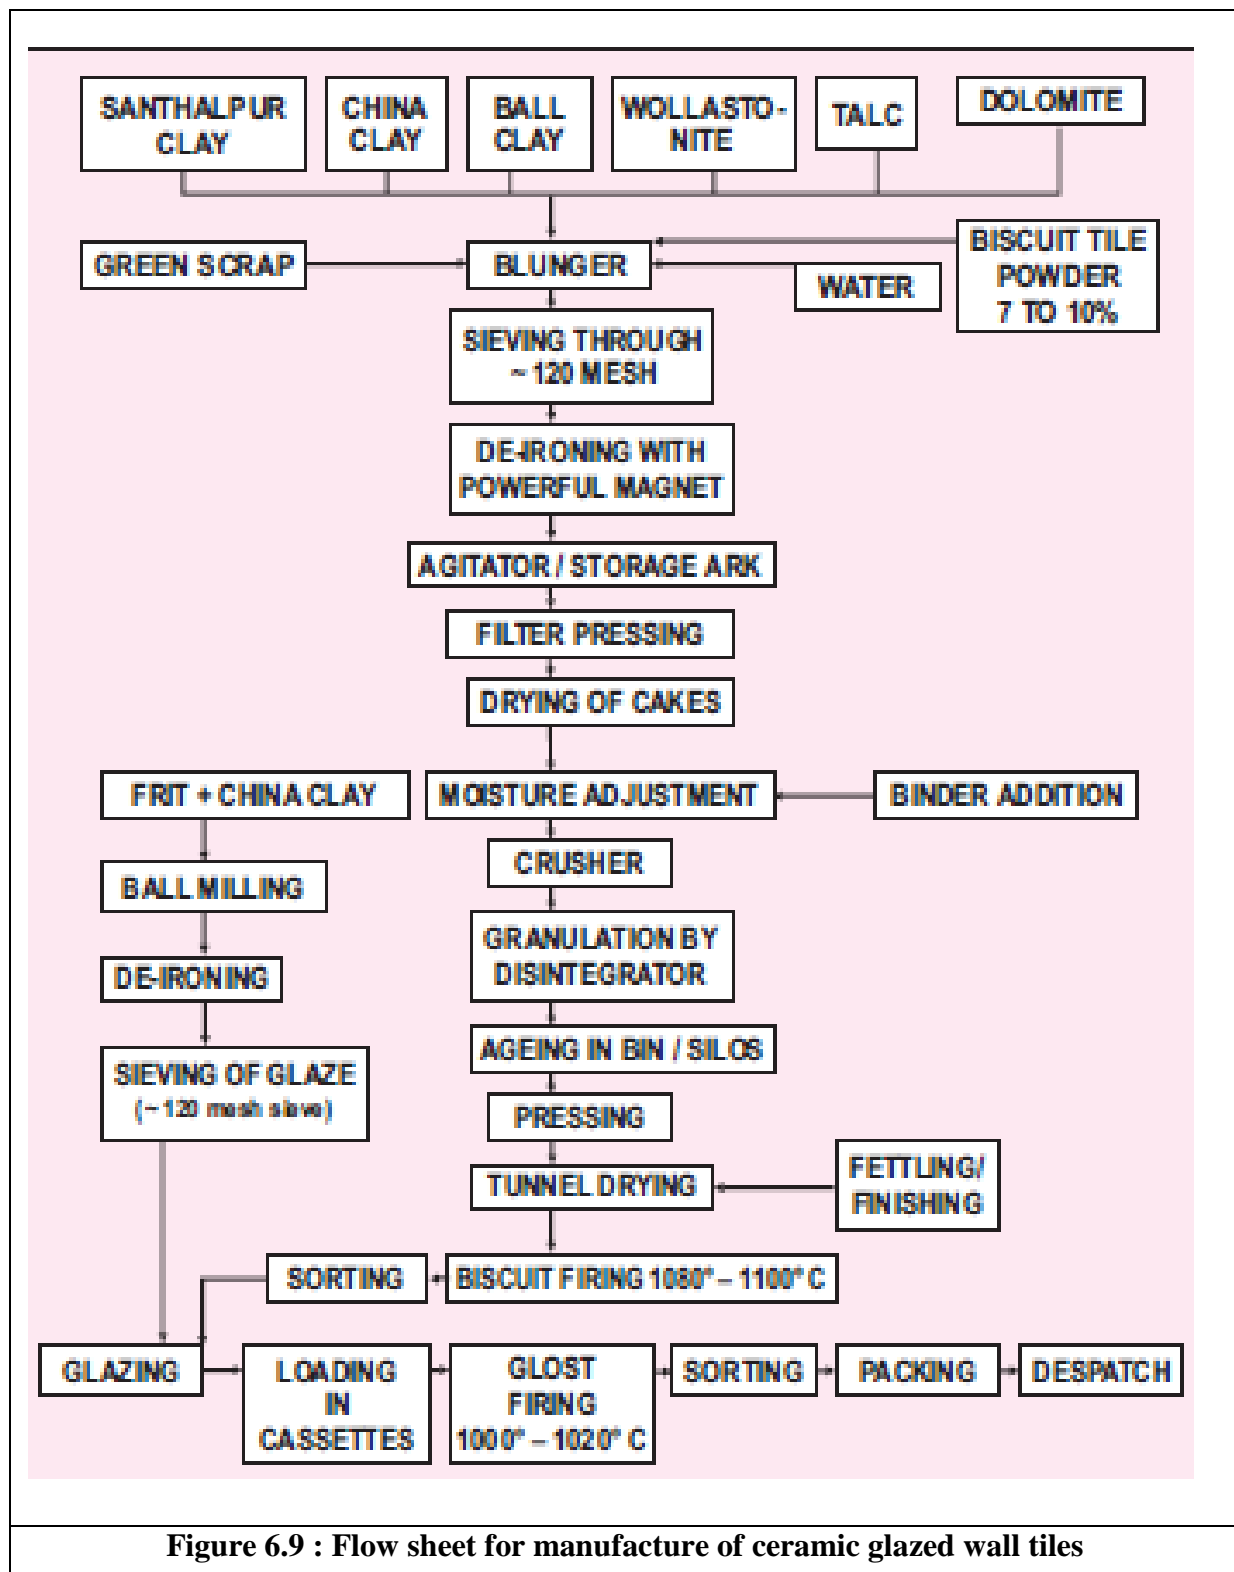 SANTHALPUR
CLAY
CHINA
CLAY
BALL
CLAY
WOLLASTO -
NITE
TALC
DOLOMITE
GREEN SCRAP
BLUNGER
WATER
BISCUIT TILE
POWDER
7 TO 10%
SIEVING THROUGH
~ 120 MESH
DE-IRONING WITH
POWERFUL MAGNET
AGITATOR / STORAGE ARK
FILTER PRESSING
DRYING OF CAKES
FRIT + CHINA CLAY
MOISTURE ADJUSTMENT
BINDER ADDITION
BALL MILLING
CRUSHER
DE-IRONING
GRANULATION BY
DISINTEGRATOR
SIEVING OF GLAZE
(~ 120 mesh sieve)
AGEING IN BIN / SILOS
PRESSING
TUNNEL DRYING
FETTLING/
FINISHING
SORTING
BISCUIT FIRING 1080° – 1100° C
GLAZING
LOADING
IN
CASSETTES
GLOST
FIRING
1000° – 1020° C
SORTING
PACKING
DESPATCH
Figure 6.9 : Flow sheet for manufacture of ceramic glazed wall tiles